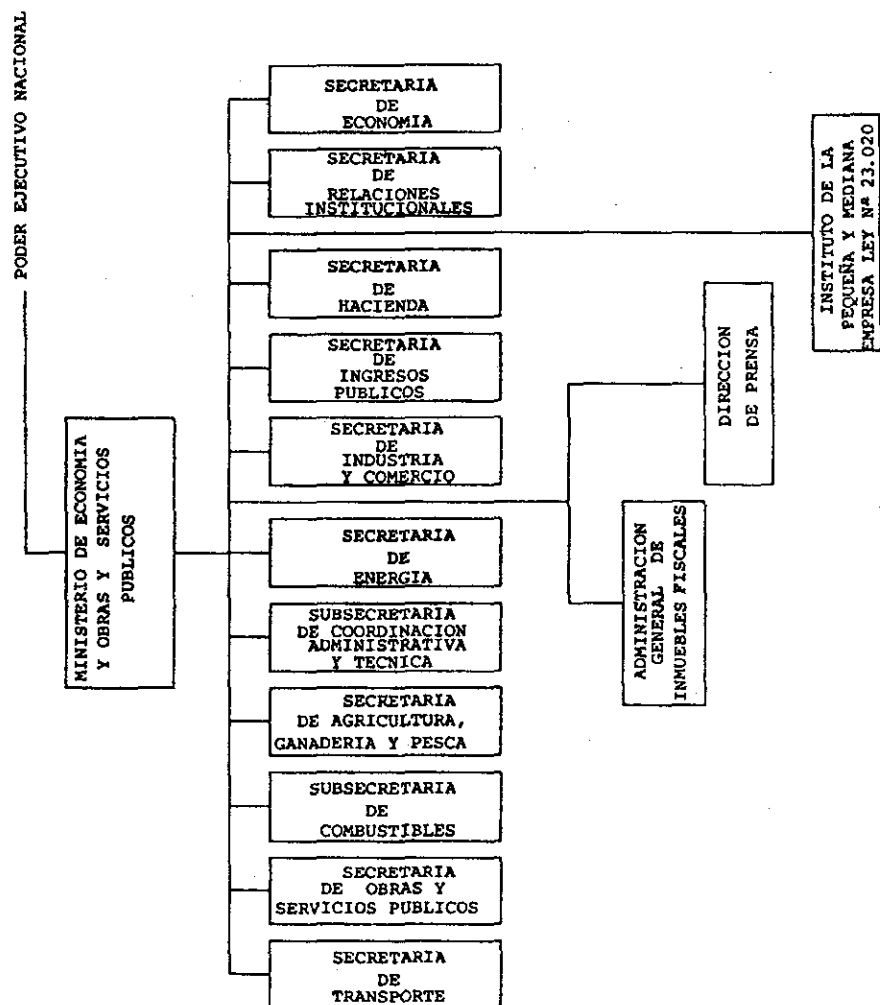 PODER EJECUTIVO NACIONAL
MINISTERIO DE ECONOMIA
Y OBRAS Y SERVICIOS
PUBLICOS
SECRETARIA
DE
ECONOMIA
SECRETARIA
DE
RELACIONES
INSTITUCIONALES
SECRETARIA
DE
HACIENDA
SECRETARIA
DE
INGRESOS
PUBLICOS
SECRETARIA
DE
INDUSTRIA
Y COMERCIO
SECRETARIA
DE
ENERGIA
SUBSECRETARIA
DE COORDINACION
ADMINISTRATIVA
Y TECNICA
SECRETARIA
DE AGRICULTURA,
GANADERIA Y PESCA
SUBSECRETARIA
DE
COMBUSTIBLES
SECRETARIA
DE OBRAS Y
SERVICIOS PUBLICOS
SECRETARIA
DE
TRANSPORTE
ADMINISTRACION
GENERAL DE
INMUEBLES FISCALES
DIRECCION
DE PRENSA
INSTITUTO DE LA
PEQUEÑA Y MEDIANA
EMPRESA LEY Nª 23.020